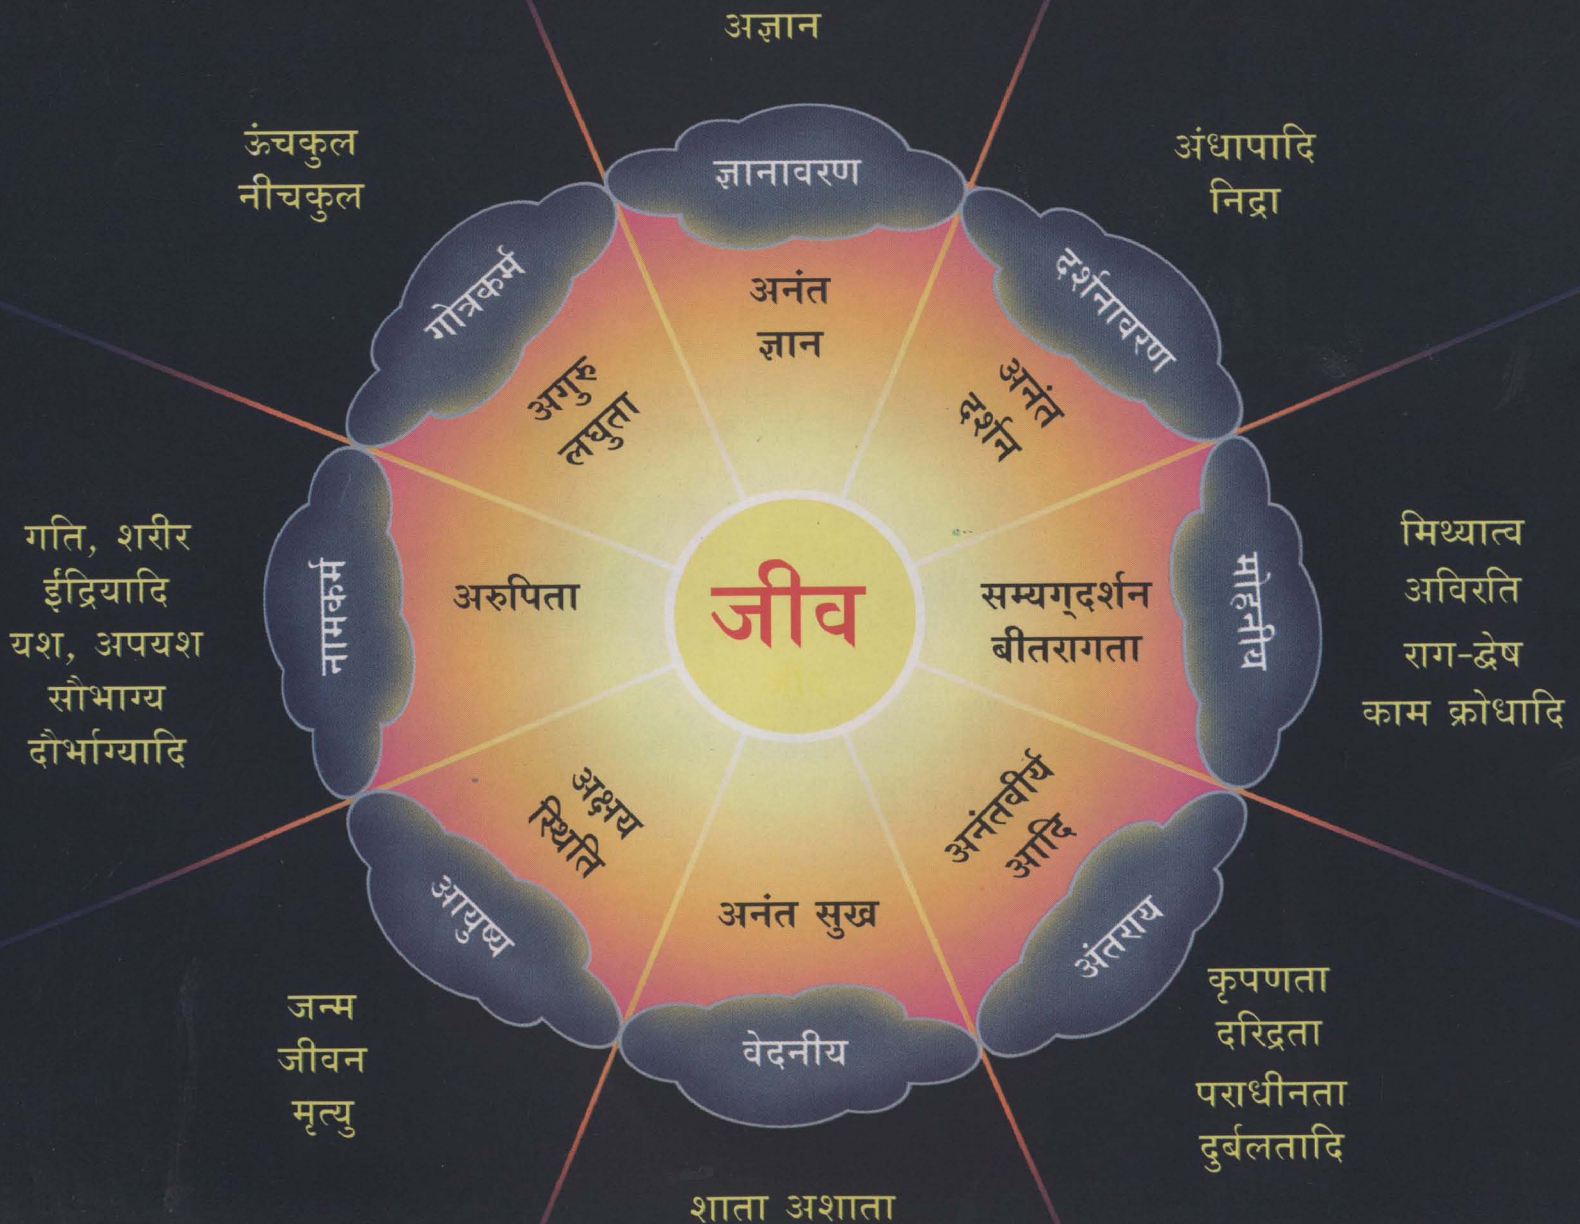 अज्ञान
ऊंचकुल
नीचकुल
अंधापादि
निद्रा
ज्ञानावरण
गोत्रकर्म
दर्शनावरण
अनंत
ज्ञान
अगुरु
लघुता
अनंत
दर्शन
गति, शरीर
ईंद्रियादि
यश, अपयश
सौभाग्य
दौर्भाग्यादि
नामकर्म
अरुपिता
जीव
सम्यग्दर्शन
बीतरागता
मोहनीय
मिथ्यात्व
अविरति
राग-द्वेष
काम क्रोधादि
अक्षय
स्थिति
अनंतवीर्य
आदि
अनंत सुख
आयुष्य
अंतराय
वेदनीय
जन्म
जीवन
मृत्यु
कृपणता
दरिद्रता
पराधीनता
दुर्बलतादि
शाता अशाता